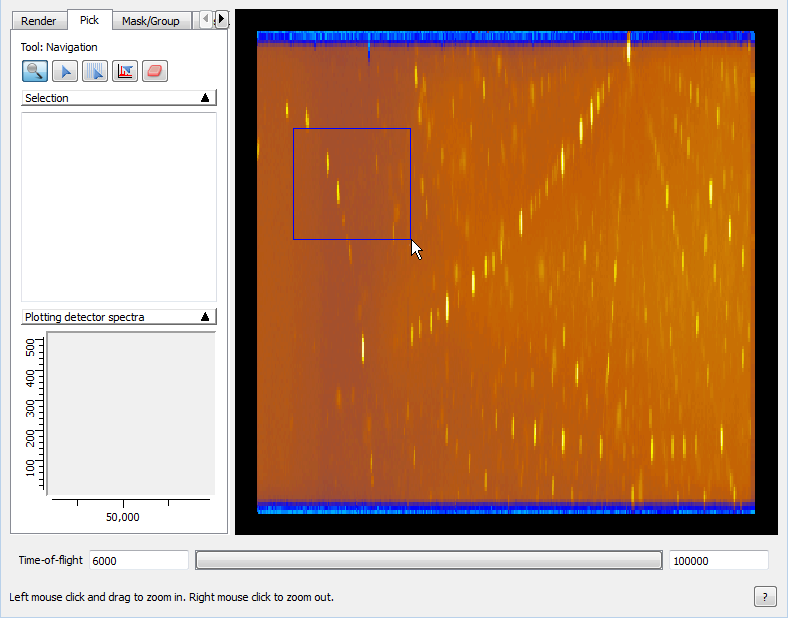 Render Pick Mask/Group
Tool: Navigation
Selection
Plotting detector spectra
500
400
300
200
100
50,000
Time-of-flight 6000 100000
Left mouse click and drag to zoom in. Right mouse click to zoom out. ?